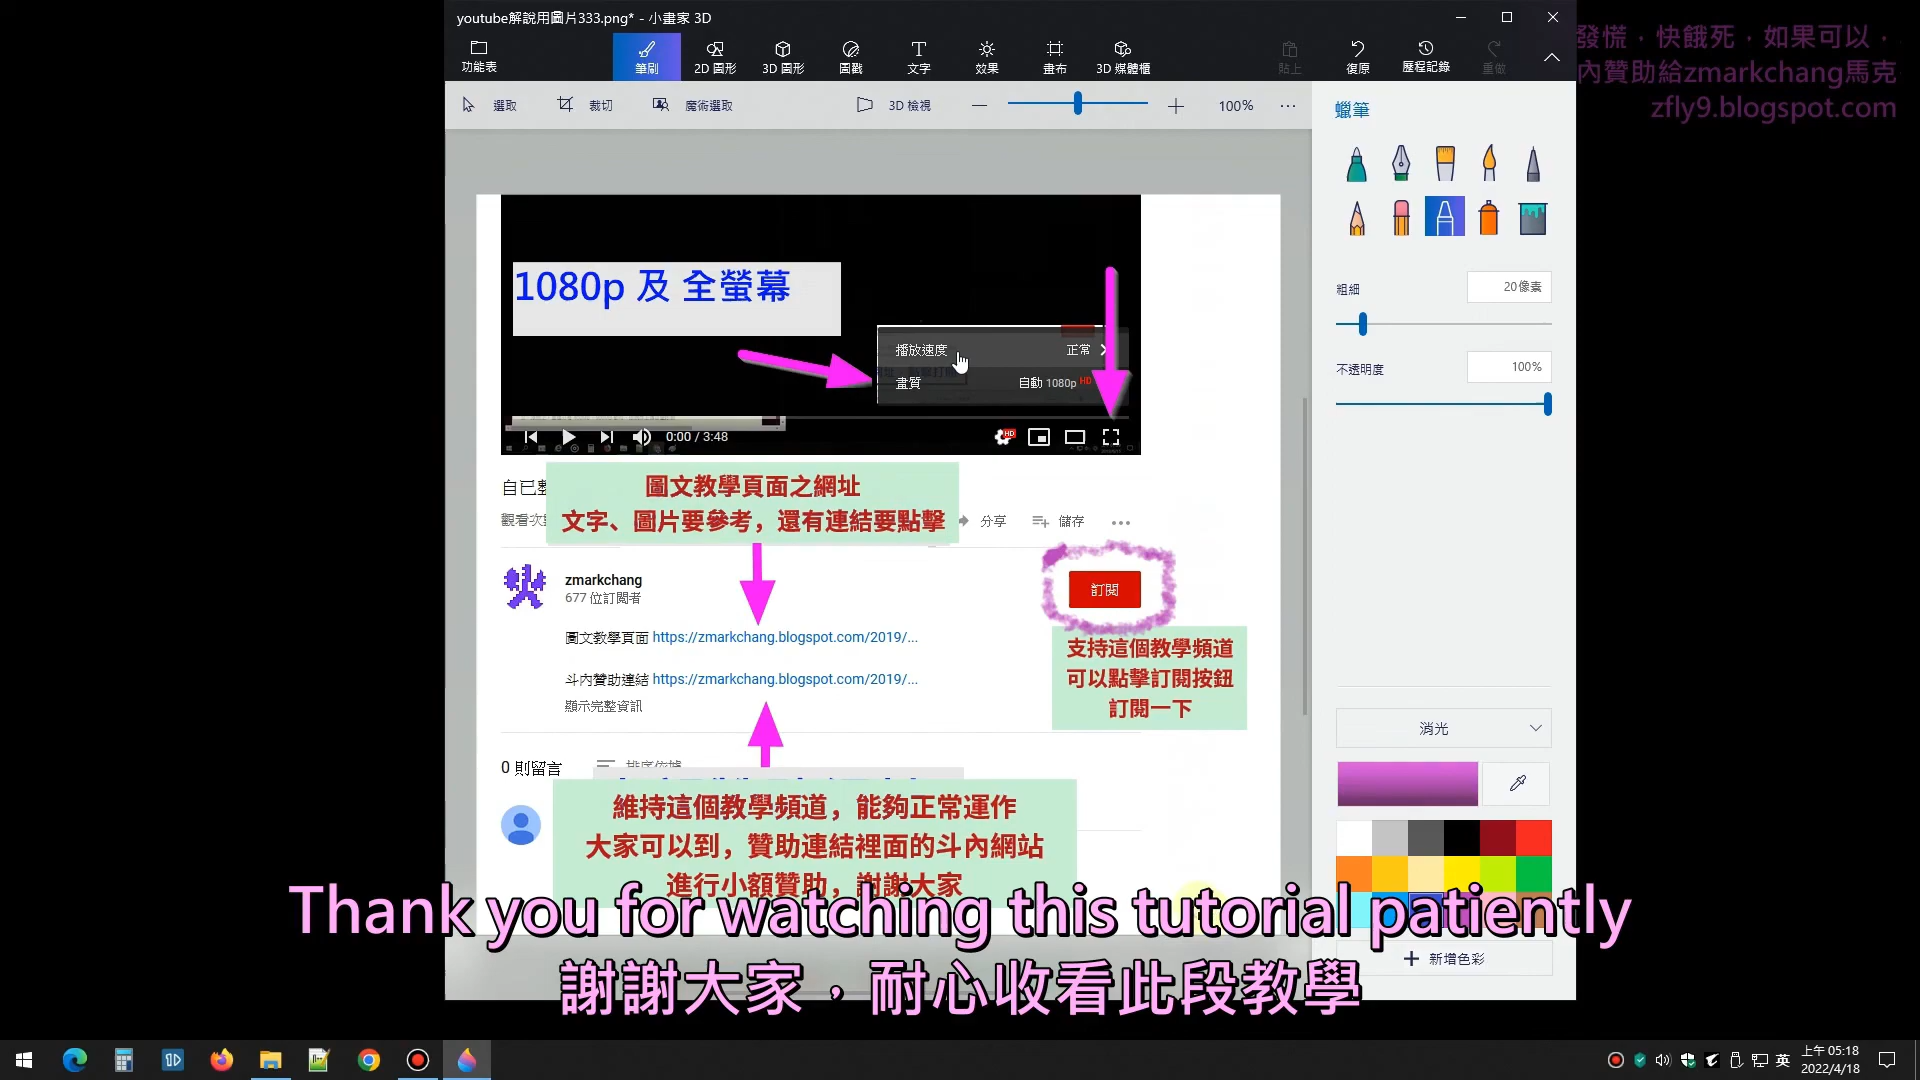 youtube解說用圖片333.png* - 小畫家 3D
發慌，快餓死，如果可以，
內贊助給zmarkchang馬克
zfly9.blogspot.com
功能表
筆刷
2D 圖形
3D 圖形
圖戳
文字
效果
畫布
3D 媒體櫃
貼上
復原
歷程記錄
重做
選取
裁切
魔術選取
3D 檢視
100%
蠟筆
粗細
20像素
不透明度
100%
消光
新增色彩
1080p 及 全螢幕
播放速度
正常
畫質
自動 1080p HD
0:00 / 3:48
HD
自已
圖文教學頁面之網址
文字、圖片要參考，還有連結要點擊
觀看次
分享
儲存
zmarkchang
677 位訂閱者
訂閱
圖文教學頁面 https://zmarkchang.blogspot.com/2019/...
斗內贊助連結 https://zmarkchang.blogspot.com/2019/...
顯示完整資訊
支持這個教學頻道
可以點擊訂閱按鈕
訂閱一下
0 則留言
排序依據
維持這個教學頻道，能夠正常運作
大家可以到，贊助連結裡面的斗內網站
進行小額贊助，謝謝大家
Thank you for watching this tutorial patiently
謝謝大家，耐心收看此段教學
英
上午 05:18
2022/4/18